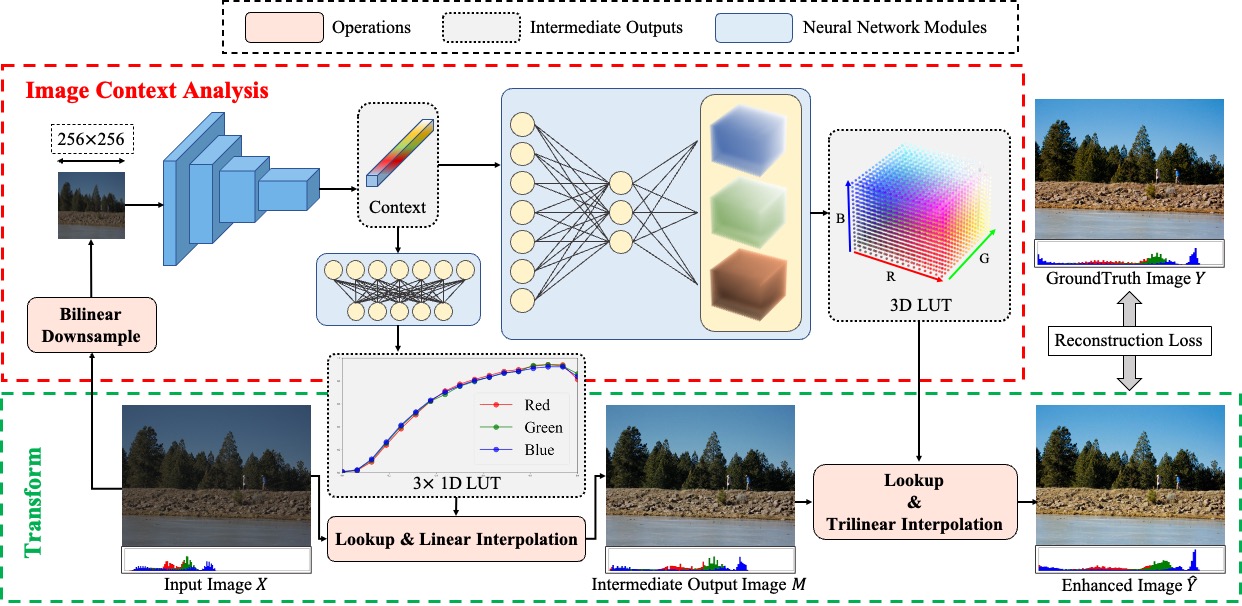 Operations
Intermediate Outputs
Neural Network Modules
Image Context Analysis
256×256
Context
B
R
G
3D LUT
GroundTruth Image Y
Bilinear
Downsample
Reconstruction Loss
Red
Green
Blue
3× 1D LUT
Transform
Lookup
&
Trilinear Interpolation
Lookup & Linear Interpolation
Input Image X
Intermediate Output Image M
Enhanced Image Ŷ